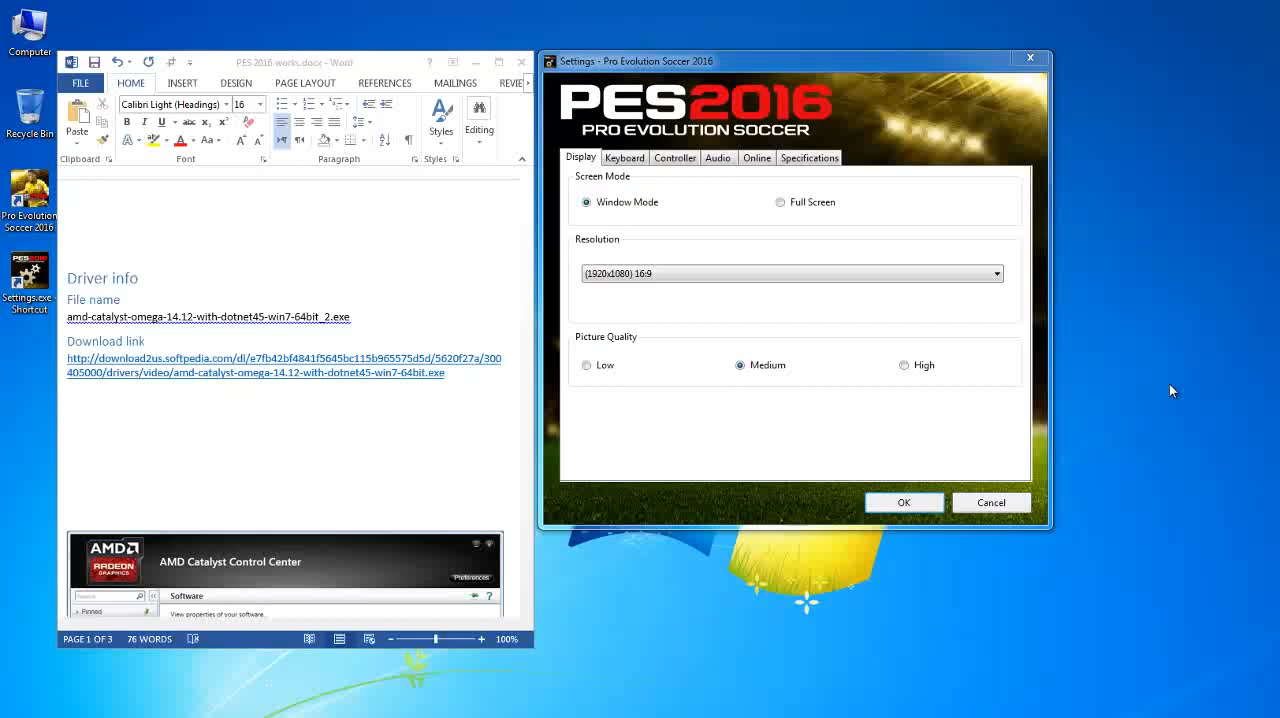 Computer
Recycle Bin
Pro Evolution
Soccer 2016
Settings.exe -
Shortcut
PES 2016 works.docx - Word
FILE HOME INSERT DESIGN PAGE LAYOUT REFERENCES MAILINGS REVIE
Calibri Light (Headings) 16
Paste
Styles
Editing
Clipboard Font Paragraph Styles
Driver info
File name
amd-catalyst-omega-14.12-with-dotnet45-win7-64bit_2.exe
Download link
http://download2us.softpedia.com/dl/e7fb42bf4841f5645bc115b965575d5d/5620f27a/300
405000/drivers/video/amd-catalyst-omega-14.12-with-dotnet45-win7-64bit.exe
AMD
RADEON
GRAPHICS
AMD Catalyst Control Center
Preferences
Search
Software
Pinned
View properties of your software.
PAGE 1 OF 3 76 WORDS 100%
Settings - Pro Evolution Soccer 2016
PES2016
PRO EVOLUTION SOCCER
Display Keyboard Controller Audio Online Specifications
Screen Mode
Window Mode Full Screen
Resolution
(1920x1080) 16:9
Picture Quality
Low Medium High
OK Cancel